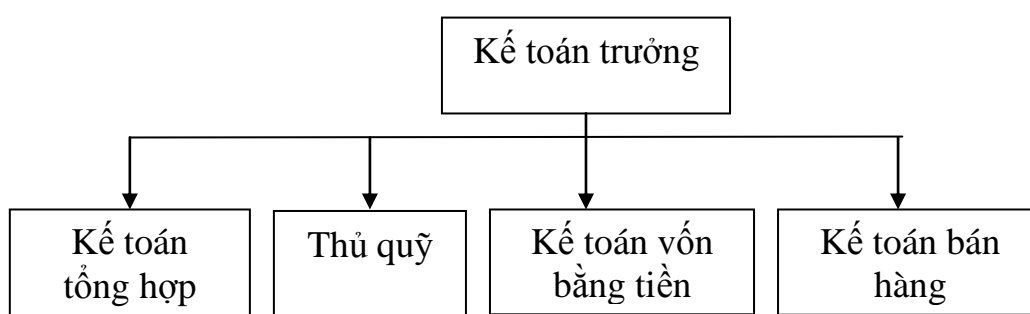 Kế toán trưởng
Kế toán
tổng hợp
Thủ quỹ
Kế toán vốn
bằng tiền
Kế toán bán
hàng